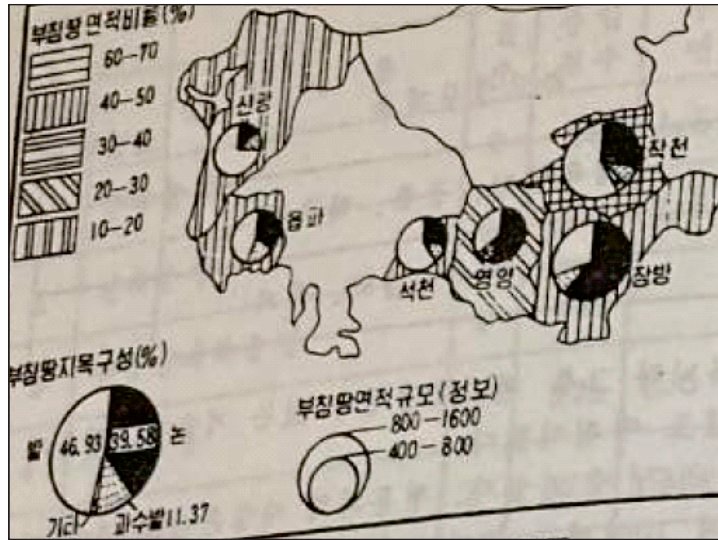 부침땅면적비률(%)
60-70
40-50
30-40
20-30
10-20
신광
읍파
석천
영양
작천
장방
부침땅지목구성(%)
밭 46.93 39.58 논
기타 과수밭11.37
부침땅면적규모(정보)
800-1600
400-800